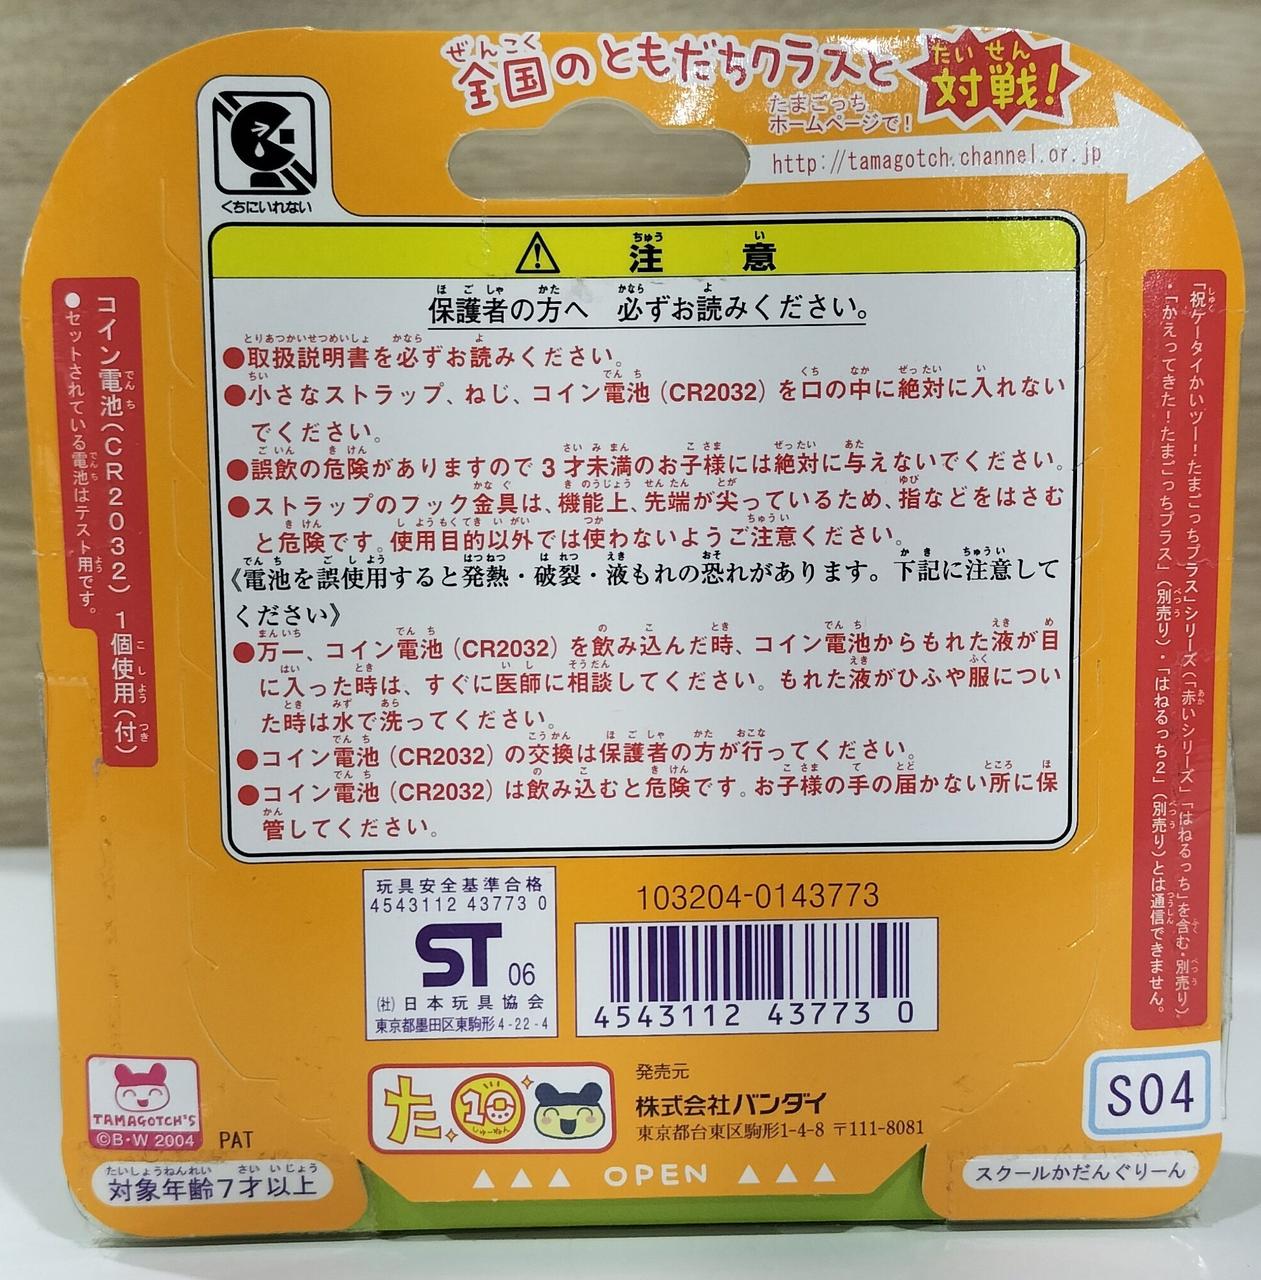 全国のともだちクラスと
対戦!
たまごっち
ホームページで!
http://tamagotch.channel.or.jp
くちにいれない
注意
保護者の方へ 必ずお読みください。
●取扱説明書を必ずお読みください。
●小さなストラップ、ねじ、コイン電池（CR2032）を口の中に絶対に入れない
でください。
●誤飲の危険がありますので3才未満のお子様には絶対に与えないでください。
●ストラップのフック金具は、機能上、先端が尖っているため、指などをはさむ
と危険です。使用目的以外では使わないようご注意ください。
《電池を誤使用すると発熱・破裂・液もれの恐れがあります。下記に注意して
ください》
●万一、コイン電池（CR2032）を飲み込んだ時、コイン電池からもれた液が目
に入った時は、すぐに医師に相談してください。もれた液がひふや服につい
た時は水で洗ってください。
●コイン電池（CR2032）の交換は保護者の方が行ってください。
●コイン電池（CR2032）は飲み込むと危険です。お子様の手の届かない所に保
管してください。
コイン電池（CR2032）1個使用（付）
●セットされている電池はテスト用です。
「祝ケータイかいツー!たまごっちプラス」シリーズ（「赤いシリーズ」「はねるっち」を含む・別売り）
・「かえってきた!たまごっちプラス」（別売り）・「はねるっち2」（別売り）とは通信できません。
玩具安全基準合格
4543112 43773 0
ST 06
(社)日本玩具協会
東京都墨田区東駒形4-22-4
103204-0143773
4543112 43773 0
TAMAGOTCH'S
©B・W 2004
PAT
対象年齢7才以上
た 10
しゅーねん
発売元
株式会社バンダイ
東京都台東区駒形1-4-8 〒111-8081
OPEN
S04
スクールかだんぐりーん